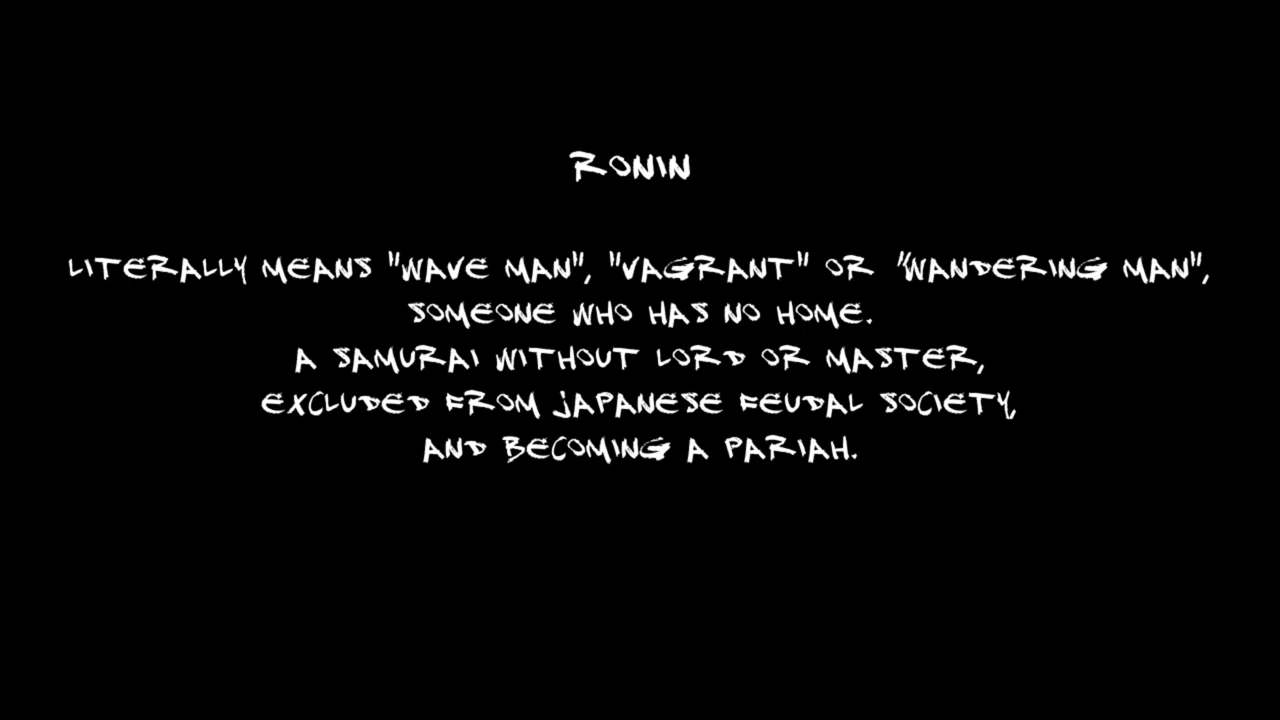 RONIN
LITERALLY MEANS "WAVE MAN", "VAGRANT" OR "WANDERING MAN",
SOMEONE WHO HAS NO HOME.
A SAMURAI WITHOUT LORD OR MASTER,
EXCLUDED FROM JAPANESE FEUDAL SOCIETY,
AND BECOMING A PARIAH.